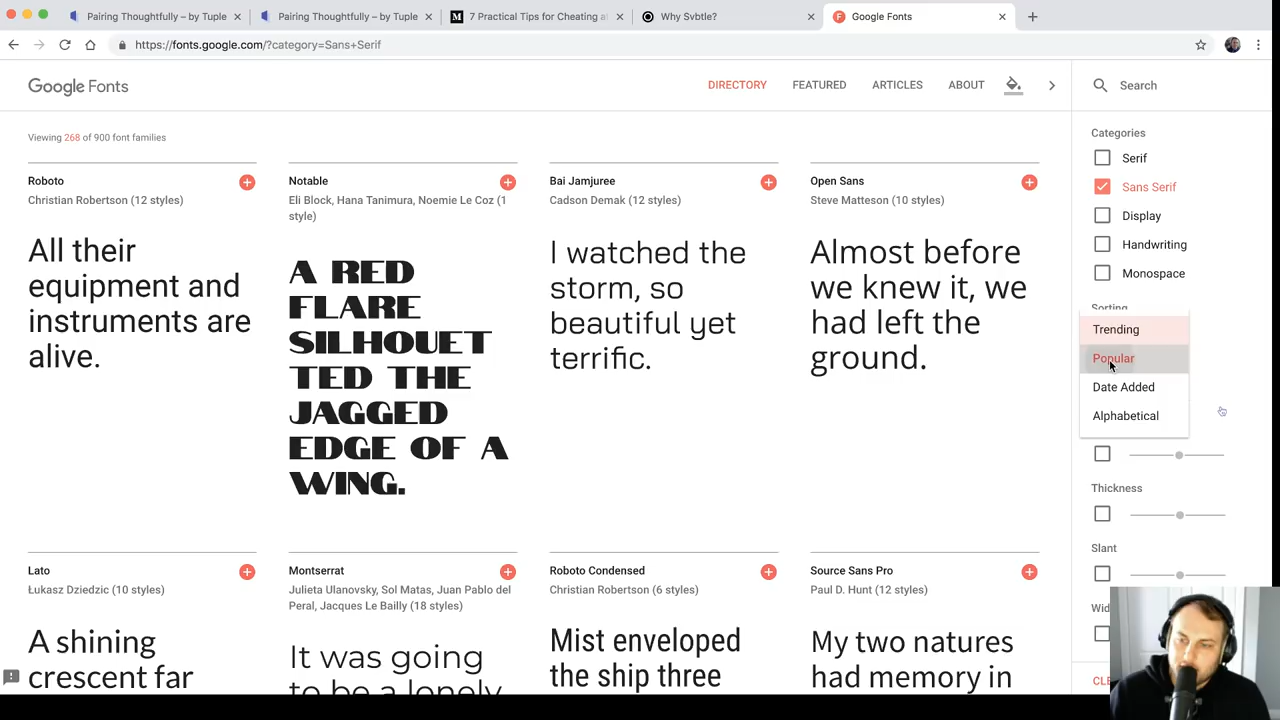 Pairing Thoughtfully – by Tuple
Pairing Thoughtfully – by Tuple
7 Practical Tips for Cheating a
Why Svbtle?
Google Fonts
https://fonts.google.com/?category=Sans+Serif
Google Fonts
DIRECTORY
FEATURED
ARTICLES
ABOUT
Search
Viewing 268 of 900 font families
Roboto
Christian Robertson (12 styles)
All their
equipment and
instruments are
alive.
Notable
Eli Block, Hana Tanimura, Noemie Le Coz (1
style)
A RED
FLARE
SILHOUET
TED THE
JAGGED
EDGE OF A
WING.
Bai Jamjuree
Cadson Demak (12 styles)
I watched the
storm, so
beautiful yet
terrific.
Open Sans
Steve Matteson (10 styles)
Almost before
we knew it, we
had left the
ground.
Lato
Łukasz Dziedzic (10 styles)
A shining
crescent far
Montserrat
Julieta Ulanovsky, Sol Matas, Juan Pablo del
Peral, Jacques Le Bailly (18 styles)
It was going
to be a lonely
Roboto Condensed
Christian Robertson (6 styles)
Mist enveloped
the ship three
Source Sans Pro
Paul D. Hunt (12 styles)
My two natures
had memory in
Categories
Serif
Sans Serif
Display
Handwriting
Monospace
Sorting
Trending
Popular
Date Added
Alphabetical
Thickness
Slant
Wid
CLE